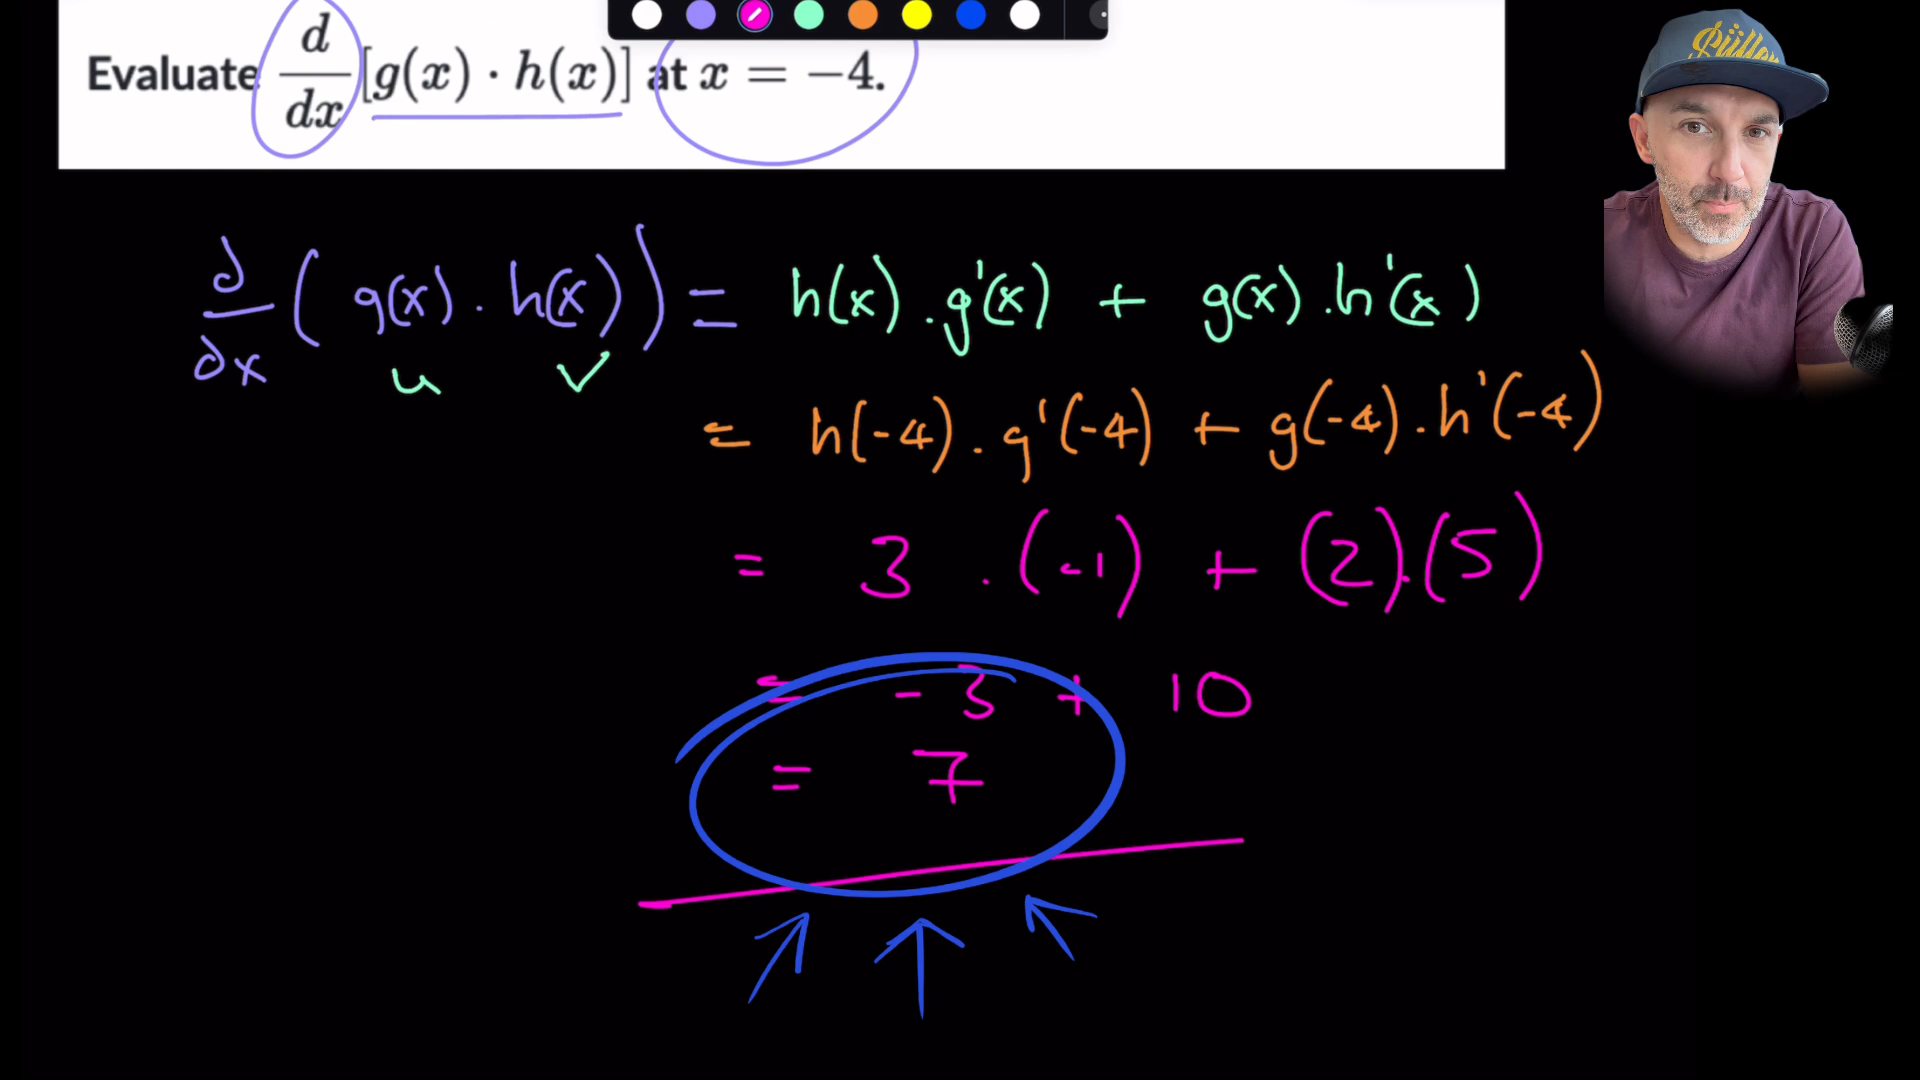 Evaluate d/dx [g(x) · h(x)] at x = −4.
d/dx ( g(x) . h(x) ) = h(x) . g'(x) + g(x) . h'(x)
u v
= h(-4) . g'(-4) + g(-4) . h'(-4)
= 3 . (-1) + (2).(5)
= -3 + 10
= 7